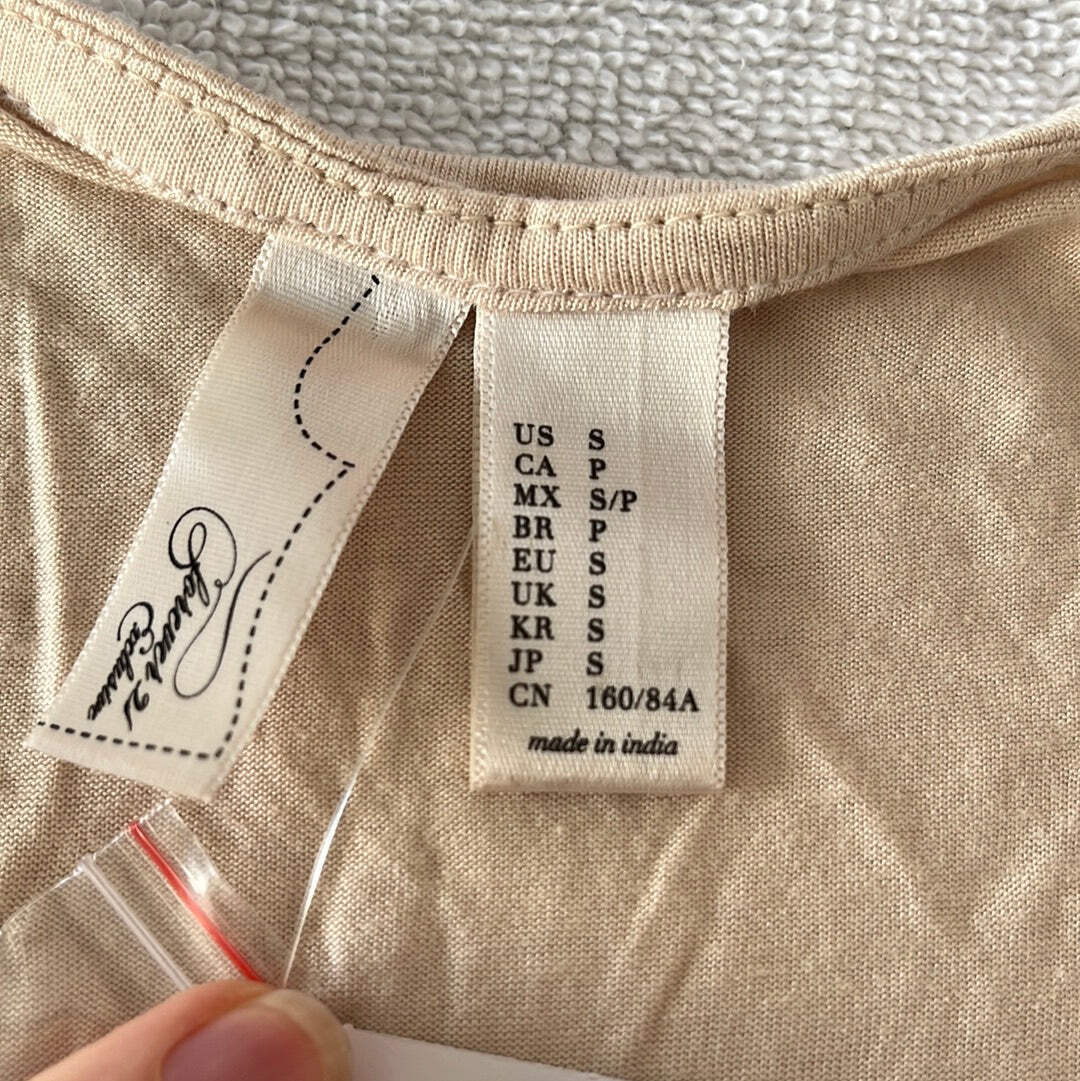 Forever 21
Exclusive
US S
CA P
MX S/P
BR P
EU S
UK S
KR S
JP S
CN 160/84A
made in india